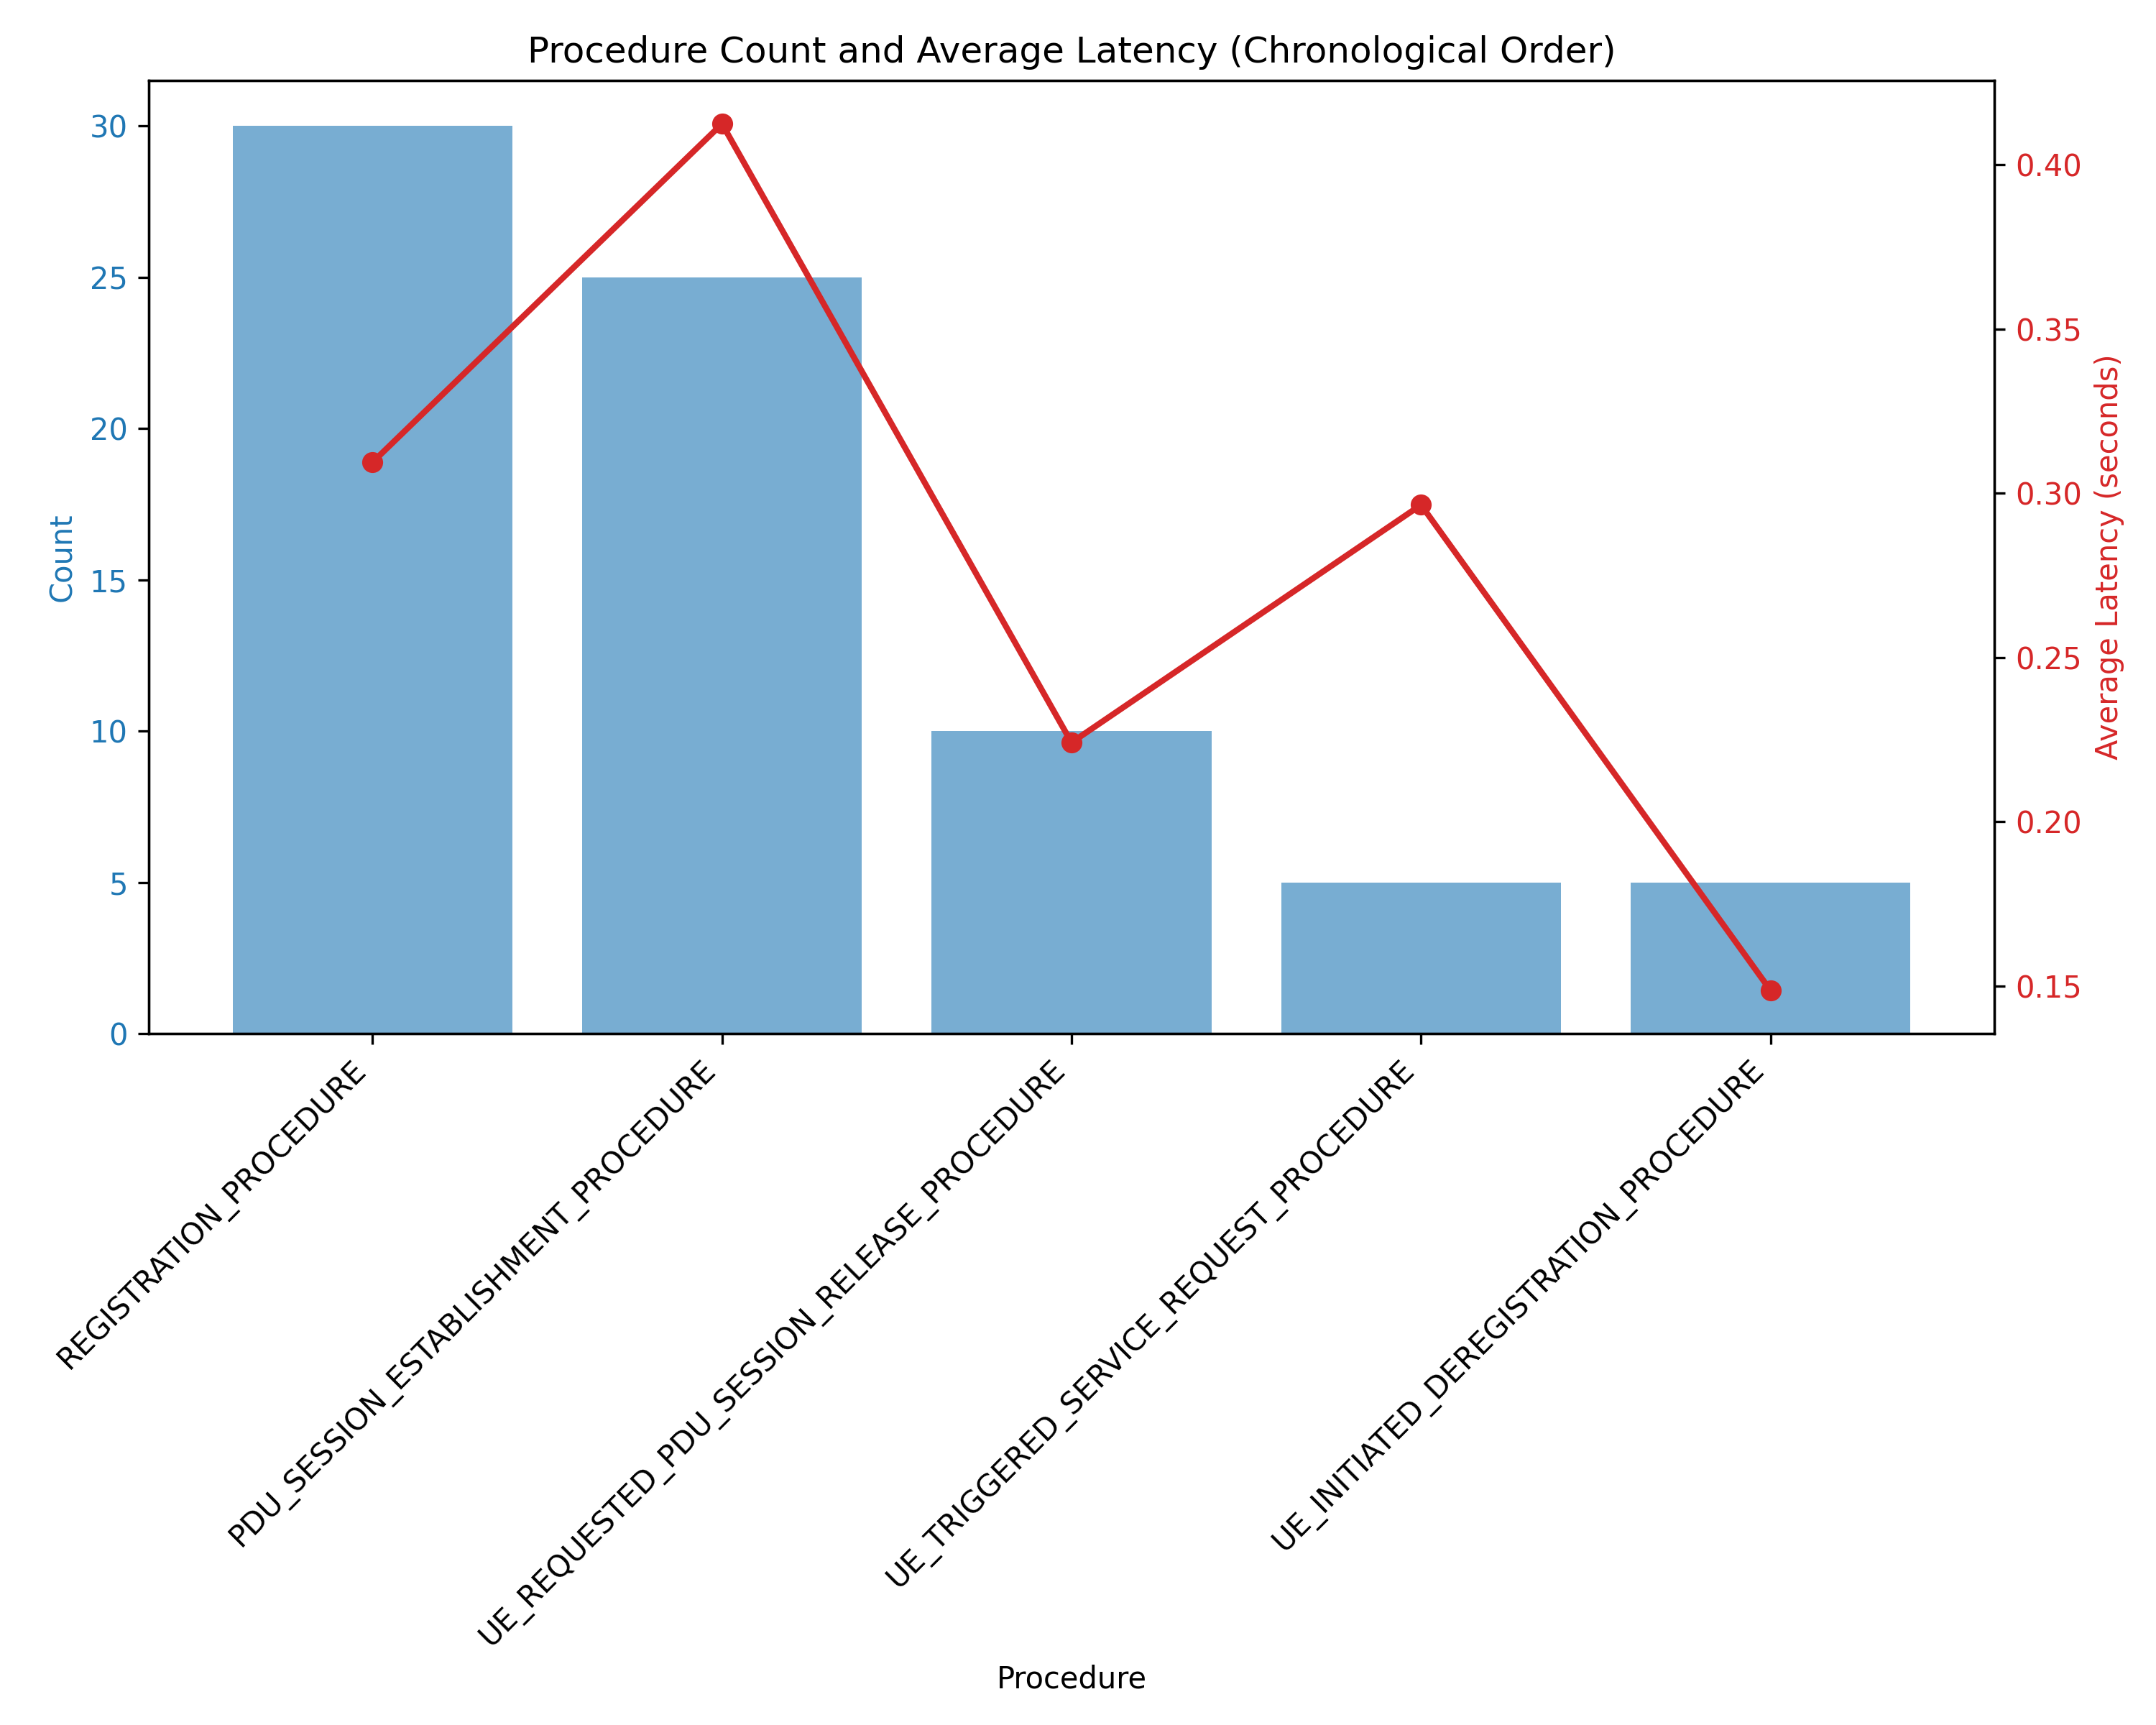 Procedure Count and Average Latency (Chronological Order)
Count
30
25
20
15
10
5
0
0.40
0.35
0.30
0.25
0.20
0.15
Average Latency (seconds)
REGISTRATION_PROCEDURE
PDU_SESSION_ESTABLISHMENT_PROCEDURE
UE_REQUESTED_PDU_SESSION_RELEASE_PROCEDURE
UE_TRIGGERED_SERVICE_REQUEST_PROCEDURE
UE_INITIATED_DEREGISTRATION_PROCEDURE
Procedure